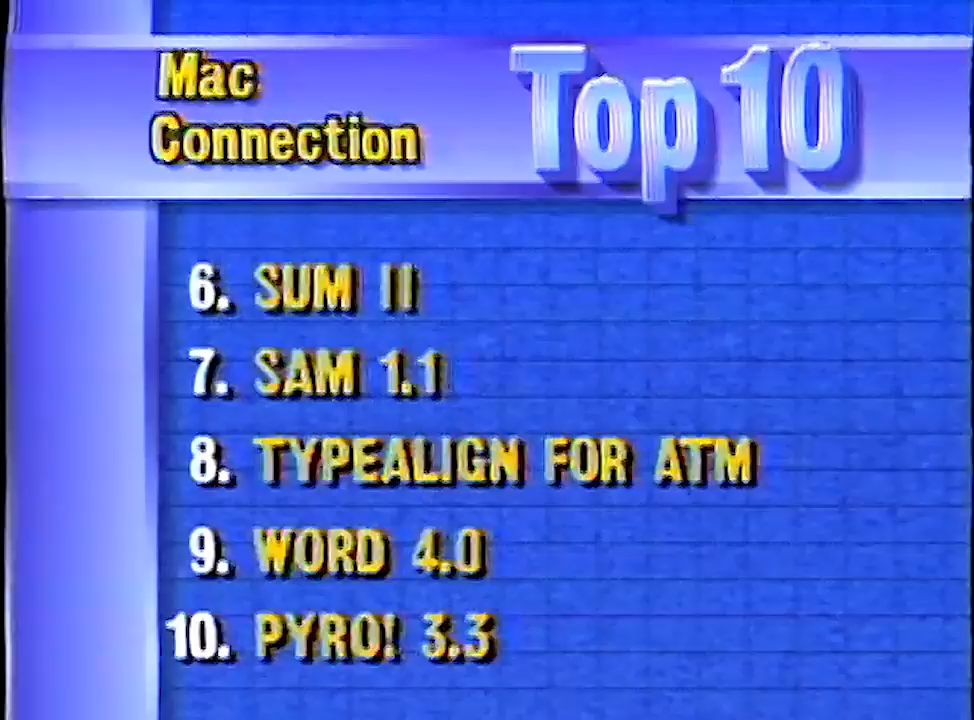 Mac
Connection
Top 10
6. SUM II
7. SAM 1.1
8. TYPEALIGN FOR ATM
9. WORD 4.0
10. PYRO! 3.3